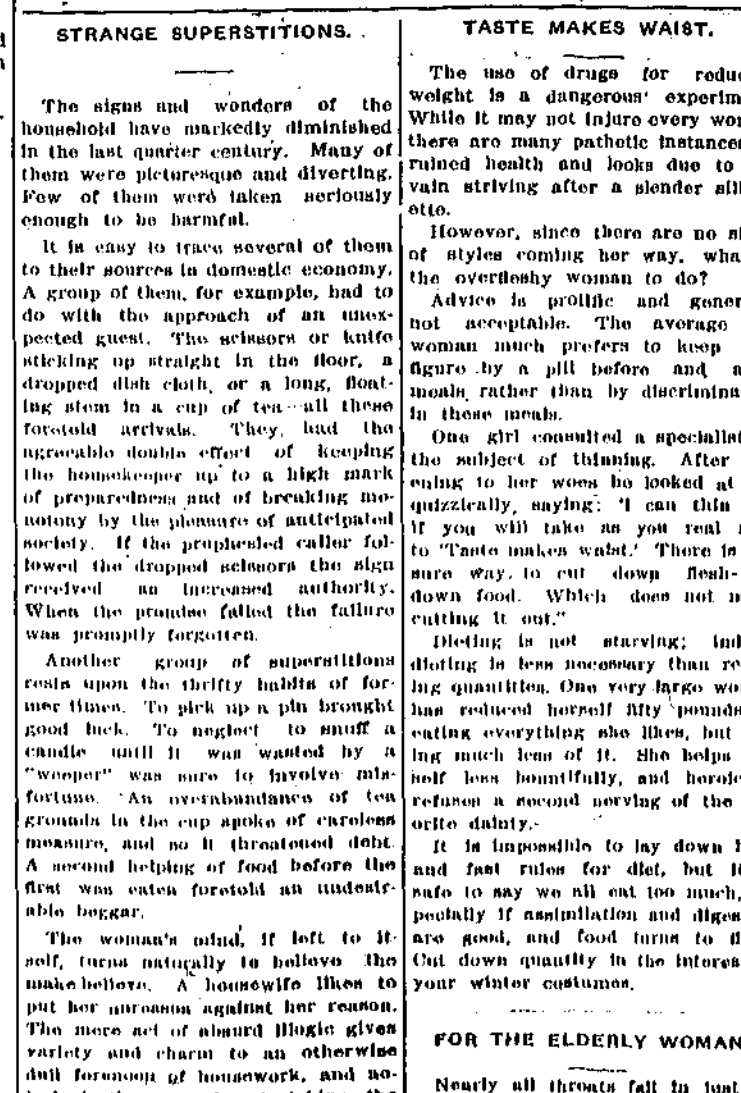 STRANGE SUPERSTITIONS.
The signs and wonders of the
household have markedly diminished
in the last quarter century. Many of
them were picturesque and diverting.
Few of them were taken seriously
enough to be harmful.
It is easy to trace several of them
to their sources in domestic economy.
A group of them, for example, had to
do with the approach of an unex-
pected guest. The scissors or knife
sticking up straight in the floor, a
dropped dish cloth, or a long, float-
ing stem in a cup of tea--all these
foretold arrivals. They, had the
agreeable double effect of keeping
the housekeeper up to a high mark
of preparedness and of breaking mo-
notony by the pleasure of anticipated
society. If the prophesied caller fol-
lowed the dropped scissors the sign
received an increased authority.
When the promise failed the failure
was promptly forgotten.
Another group of superstitions
rests upon the thrifty habits of for-
mer times. To pick up a pin brought
good luck. To neglect to snuff a
candle until it was wasted by a
"weeper" was sure to involve mis-
fortune. An overabundance of tea
grounds in the cup spoke of careless
measure, and so it threatened debt.
A second helping of food before the
first was eaten foretold an undesir-
able beggar.
The woman's mind, if left to it-
self, turns naturally to believe the
make believe. A housewife likes to
put her unreason against her reason.
The mere act of absurd illogic gives
variety and charm to an otherwise
dull forenoon of housework, and no-
TASTE MAKES WAIST.
The use of drugs for redu
weight is a dangerous experim
While it may not injure every wo
there are many pathetic instance
ruined health and looks due to
vain striving after a slender sil
ette.
However, since there are no s
of styles coming her way, wha
the overfleshy woman to do?
Advice is prolific and gener
not acceptable. The average
woman much prefers to keep
figure by a pill before and a
meals rather than by discrimina
in these meals.
One girl consulted a specialist
the subject of thinning. After
ening to her woes he looked at
quizzically, saying: 'I can thin
if you will take as you real
to 'Taste makes waist.' There is
sure way, to cut down flesh-
down food. Which does not m
cutting it out."
Dieting is not starving; ind
dieting is less necessary than re
ing quantities. One very large wo
has reduced herself fifty pounds
eating everything she likes, but
ing much less of it. She helps
self less bountifully, and heroic
refuses a second serving of the
orite dainty.
It is impossible to lay down h
and fast rules for diet, but it
safe to say we all eat too much,
pecially if assimilation and diges
are good, and food turns to fl
Cut down quantity in the interes
your winter costumes.
FOR THE ELDERLY WOMAN
Nearly all throats fall in just